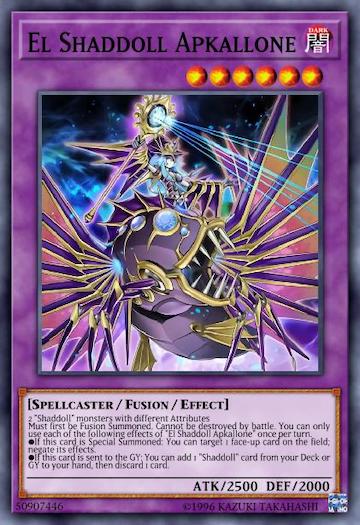 El Shaddoll Apkallone
DARK
闇
[Spellcaster / Fusion / Effect]
2 "Shaddoll" monsters with different Attributes
Must first be Fusion Summoned. Cannot be destroyed by battle. You can only
use each of the following effects of "El Shaddoll Apkallone" once per turn.
●If this card is Special Summoned: You can target 1 face-up card on the field;
negate its effects.
●If this card is sent to the GY: You can add 1 "Shaddoll" card from your Deck or
GY to your hand, then discard 1 card.
ATK/2500 DEF/2000
50907446 ©1996 KAZUKI TAKAHASHI